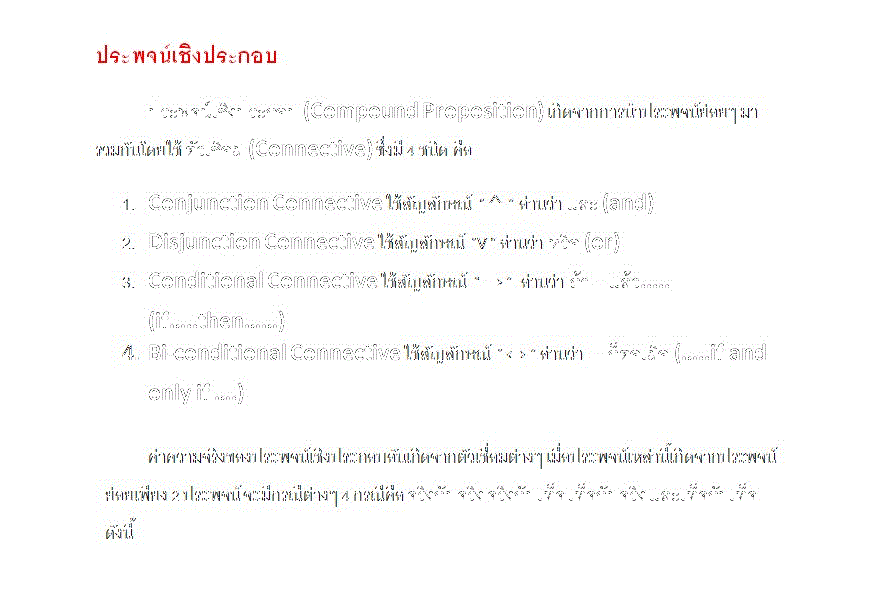 ประพจน์เชิงประกอบ
ประพจน์เชิงประกอบ (Compound Proposition) เกิดจากการนำประพจน์ย่อยๆ มา
รวมกันโดยใช้ ตัวเชื่อม (Connective) ซึ่งมี 4 ชนิด คือ
1. Conjunction Connective ใช้สัญลักษณ์ " ^ " อ่านว่า และ (and)
2. Disjunction Connective ใช้สัญลักษณ์ "V" อ่านว่า หรือ (or)
3. Conditional Connective ใช้สัญลักษณ์ "->" อ่านว่า ถ้า...แล้ว.....
(if.....then......)
4. Bi-conditional Connective ใช้สัญลักษณ์ "<>" อ่านว่า ...ก็ต่อเมื่อ (.....if and
only if ....)
ค่าความจริงของประพจน์เชิงประกอบอันเกิดจากตัวเชื่อมต่างๆ เมื่อประพจน์เหล่านี้เกิดจากประพจน์
ย่อยเพียง 2 ประพจน์ จะมีกรณีต่างๆ 4 กรณีคือ จริงกับจริง จริงกับเท็จ เท็จกับจริง และเท็จกับเท็จ
ดังนี้